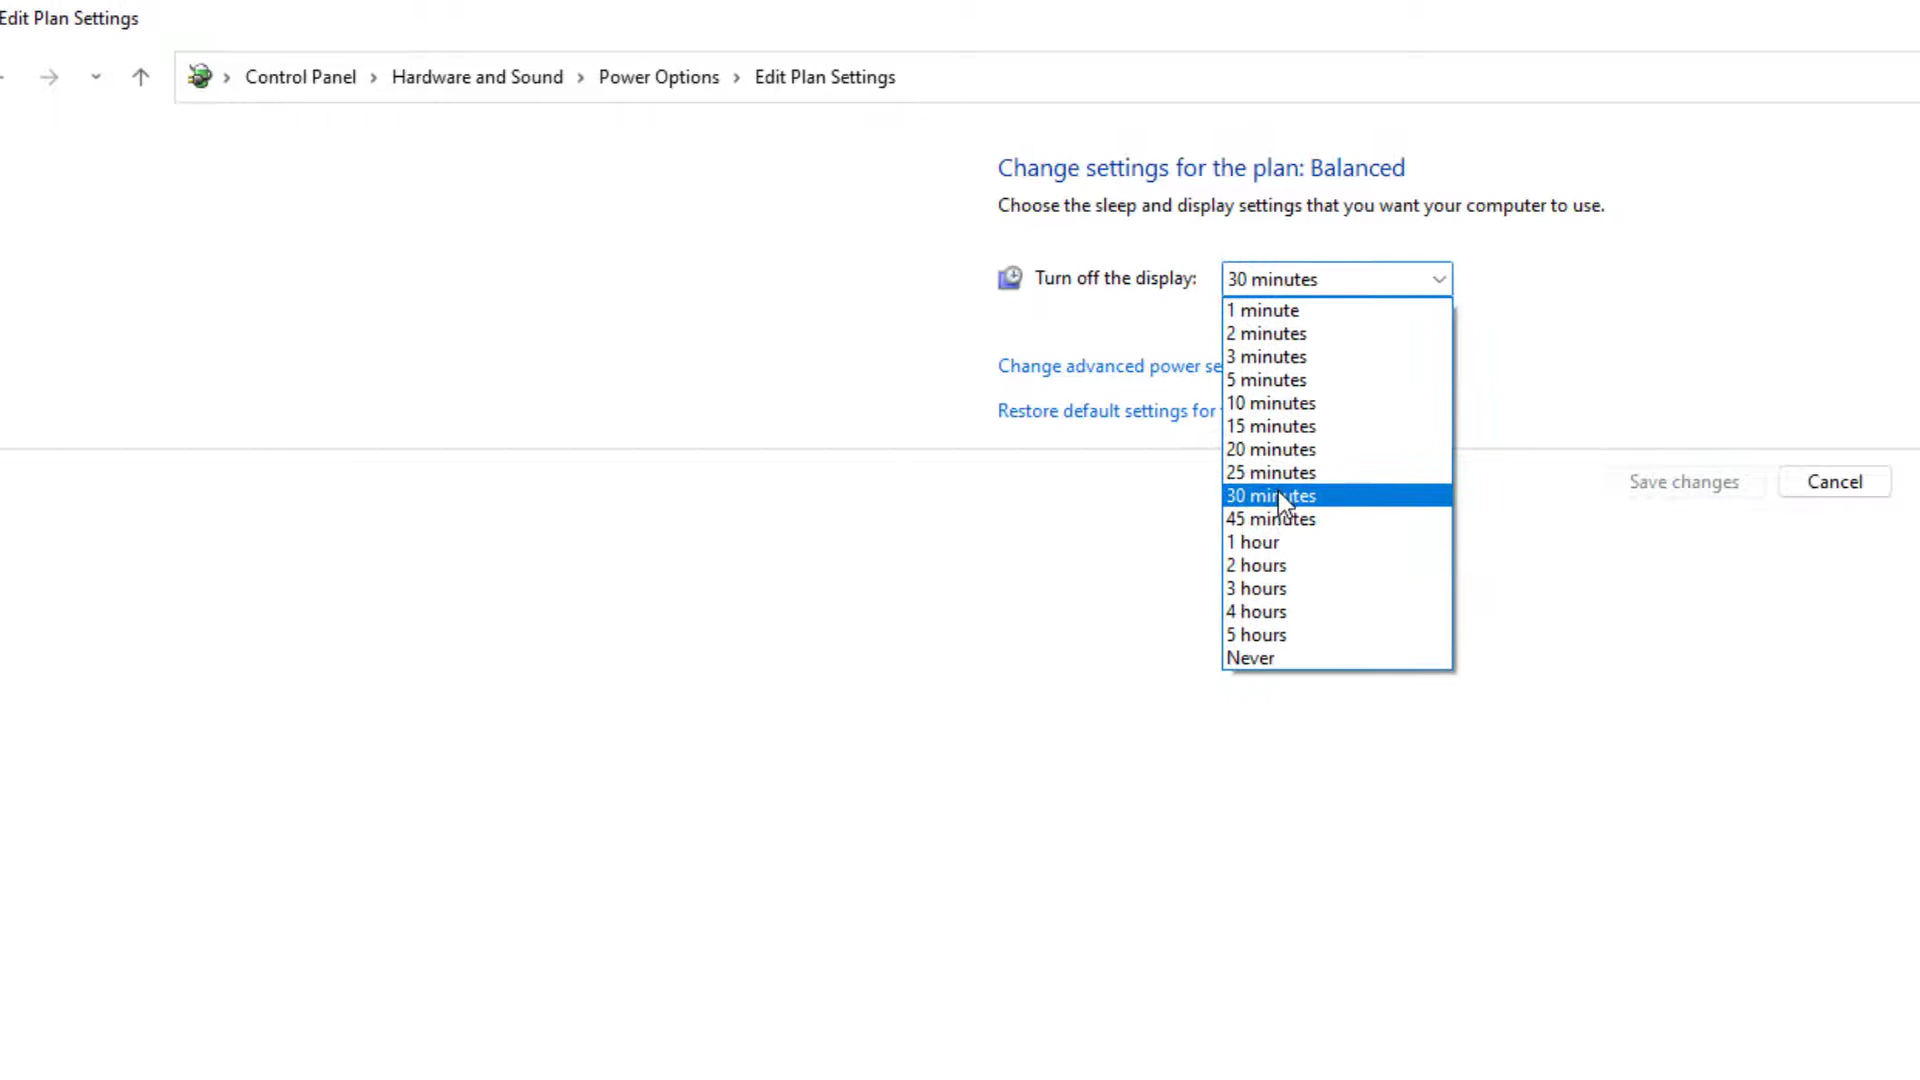 Edit Plan Settings
Control Panel > Hardware and Sound > Power Options > Edit Plan Settings
Change settings for the plan: Balanced
Choose the sleep and display settings that you want your computer to use.
Turn off the display: 30 minutes
1 minute
2 minutes
3 minutes
Change advanced power se
5 minutes
10 minutes
Restore default settings for
15 minutes
20 minutes
25 minutes
Save changes Cancel
30 minutes
45 minutes
1 hour
2 hours
3 hours
4 hours
5 hours
Never